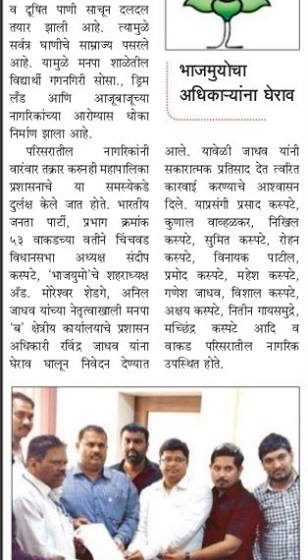 व दूषित पाणी साचून दलदल
तयार झाली आहे. त्यामुळे
सर्वत्र घाणीचे साम्राज्य पसरले
आहे. यामुळे मनपा शाळेतील
विद्यार्थी गगनगिरी सोसा., ड्रिम
लँड आणि आजूबाजूच्या
नागरिकांच्या आरोग्यास धोका
निर्माण झाला आहे.
परिसरातील नागरिकांनी
वारंवार तक्रार करुनही महापालिका
प्रशासनाचे या समस्येकडे
दुर्लक्ष केले जात होते. भारतीय
जनता पार्टी, प्रभाग क्रमांक
५३ वाकडच्या वतीने चिंचवड
विधानसभा अध्यक्ष संदीप
कस्पटे, 'भाजयुमो'चे शहराध्यक्ष
अ‍ॅड. मोरेश्वर शेडगे, अनिल
जाधव यांच्या नेतृत्वाखाली मनपा
'ब' क्षेत्रीय कार्यालयाचे प्रशासन
अधिकारी रविंद्र जाधव यांना
घेराव घालून निवेदन देण्यात
भाजमुयोचा
अधिकाऱ्यांना घेराव
आले. यावेळी जाधव यांनी
सकारात्मक प्रतिसाद देत त्वरित
कारवाई करण्याचे आश्वासन
दिले. याप्रसंगी प्रसाद कस्पटे,
कुणाल वाव्हळकर, निखिल
कस्पटे, सुमित कस्पटे, रोहन
कस्पटे, विनायक पाटील,
प्रमोद कस्पटे, महेश कस्पटे,
गणेश जाधव, विशाल कस्पटे,
अक्षय कस्पटे, नितीन गायसमुद्रे,
मच्छिंद्र कस्पटे आदि व
वाकड परिसरातील नागरिक
उपस्थित होते.